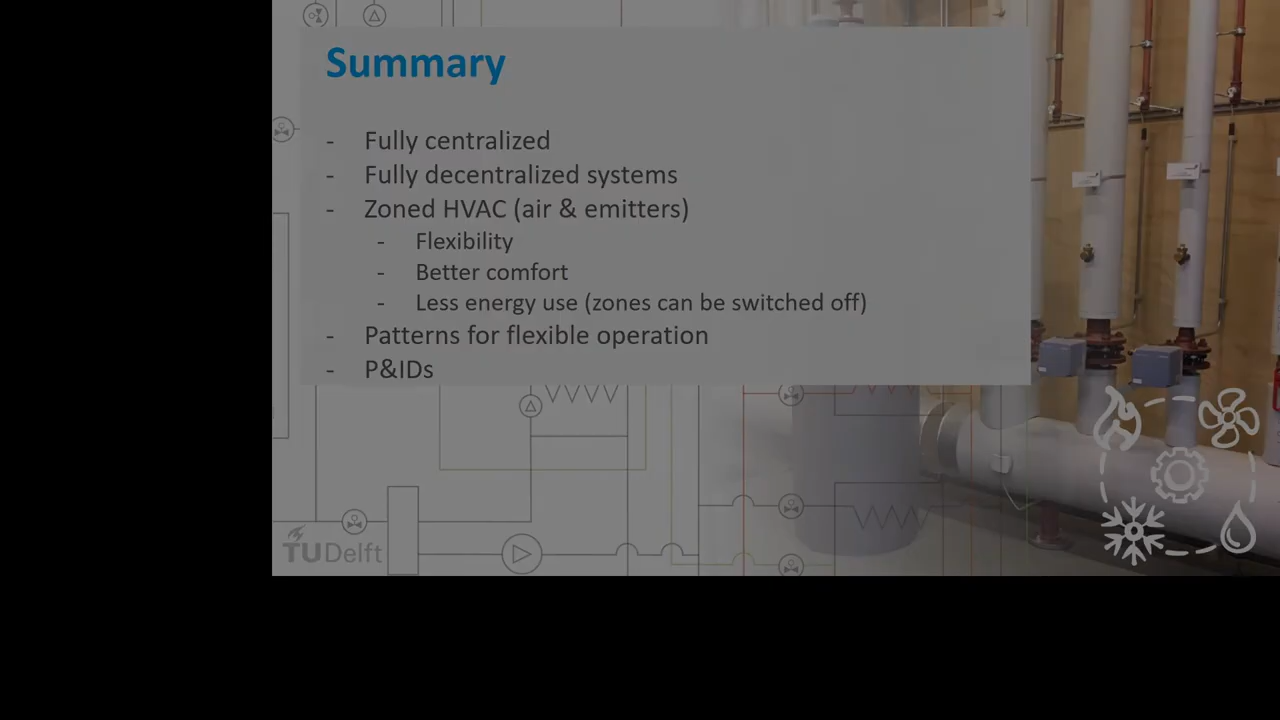 Summary
- Fully centralized
- Fully decentralized systems
- Zoned HVAC (air & emitters)
- Flexibility
- Better comfort
- Less energy use (zones can be switched off)
- Patterns for flexible operation
- P&IDs
TUDelft